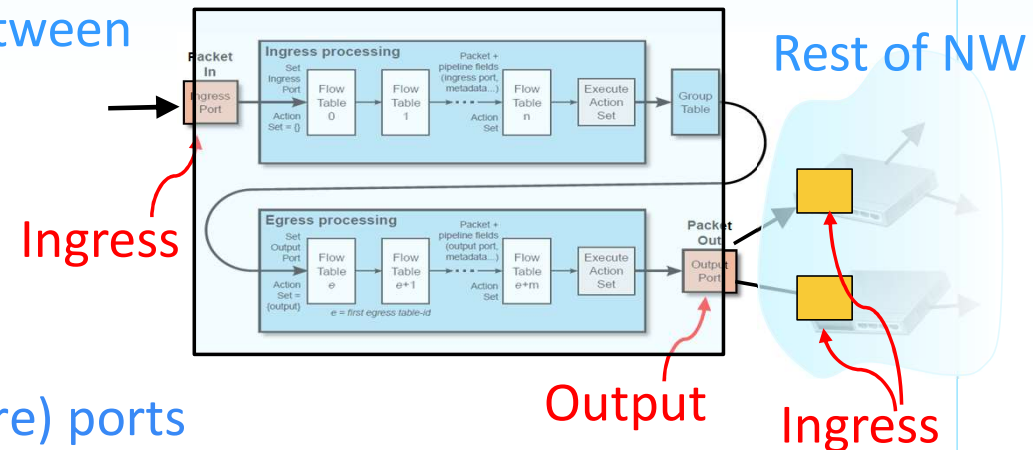 tween
Rest of NW
Packet
In
Ingress
Port
Ingress processing
Set
Ingress
Port
Action
Set = {}
Flow
Table
0
Flow
Table
1
Packet +
pipeline fields
(ingress port,
metadata...)
Action
Set
Flow
Table
n
Execute
Action
Set
Group
Table
Ingress
Egress processing
Set
Output
Port
Action
Set =
{output}
Flow
Table
e
Flow
Table
e+1
e = first egress table-id
Packet +
pipeline fields
(output port,
metadata...)
Action
Set
Flow
Table
e+m
Execute
Action
Set
Packet
Out
Output
Port
Output
Ingress
re) ports